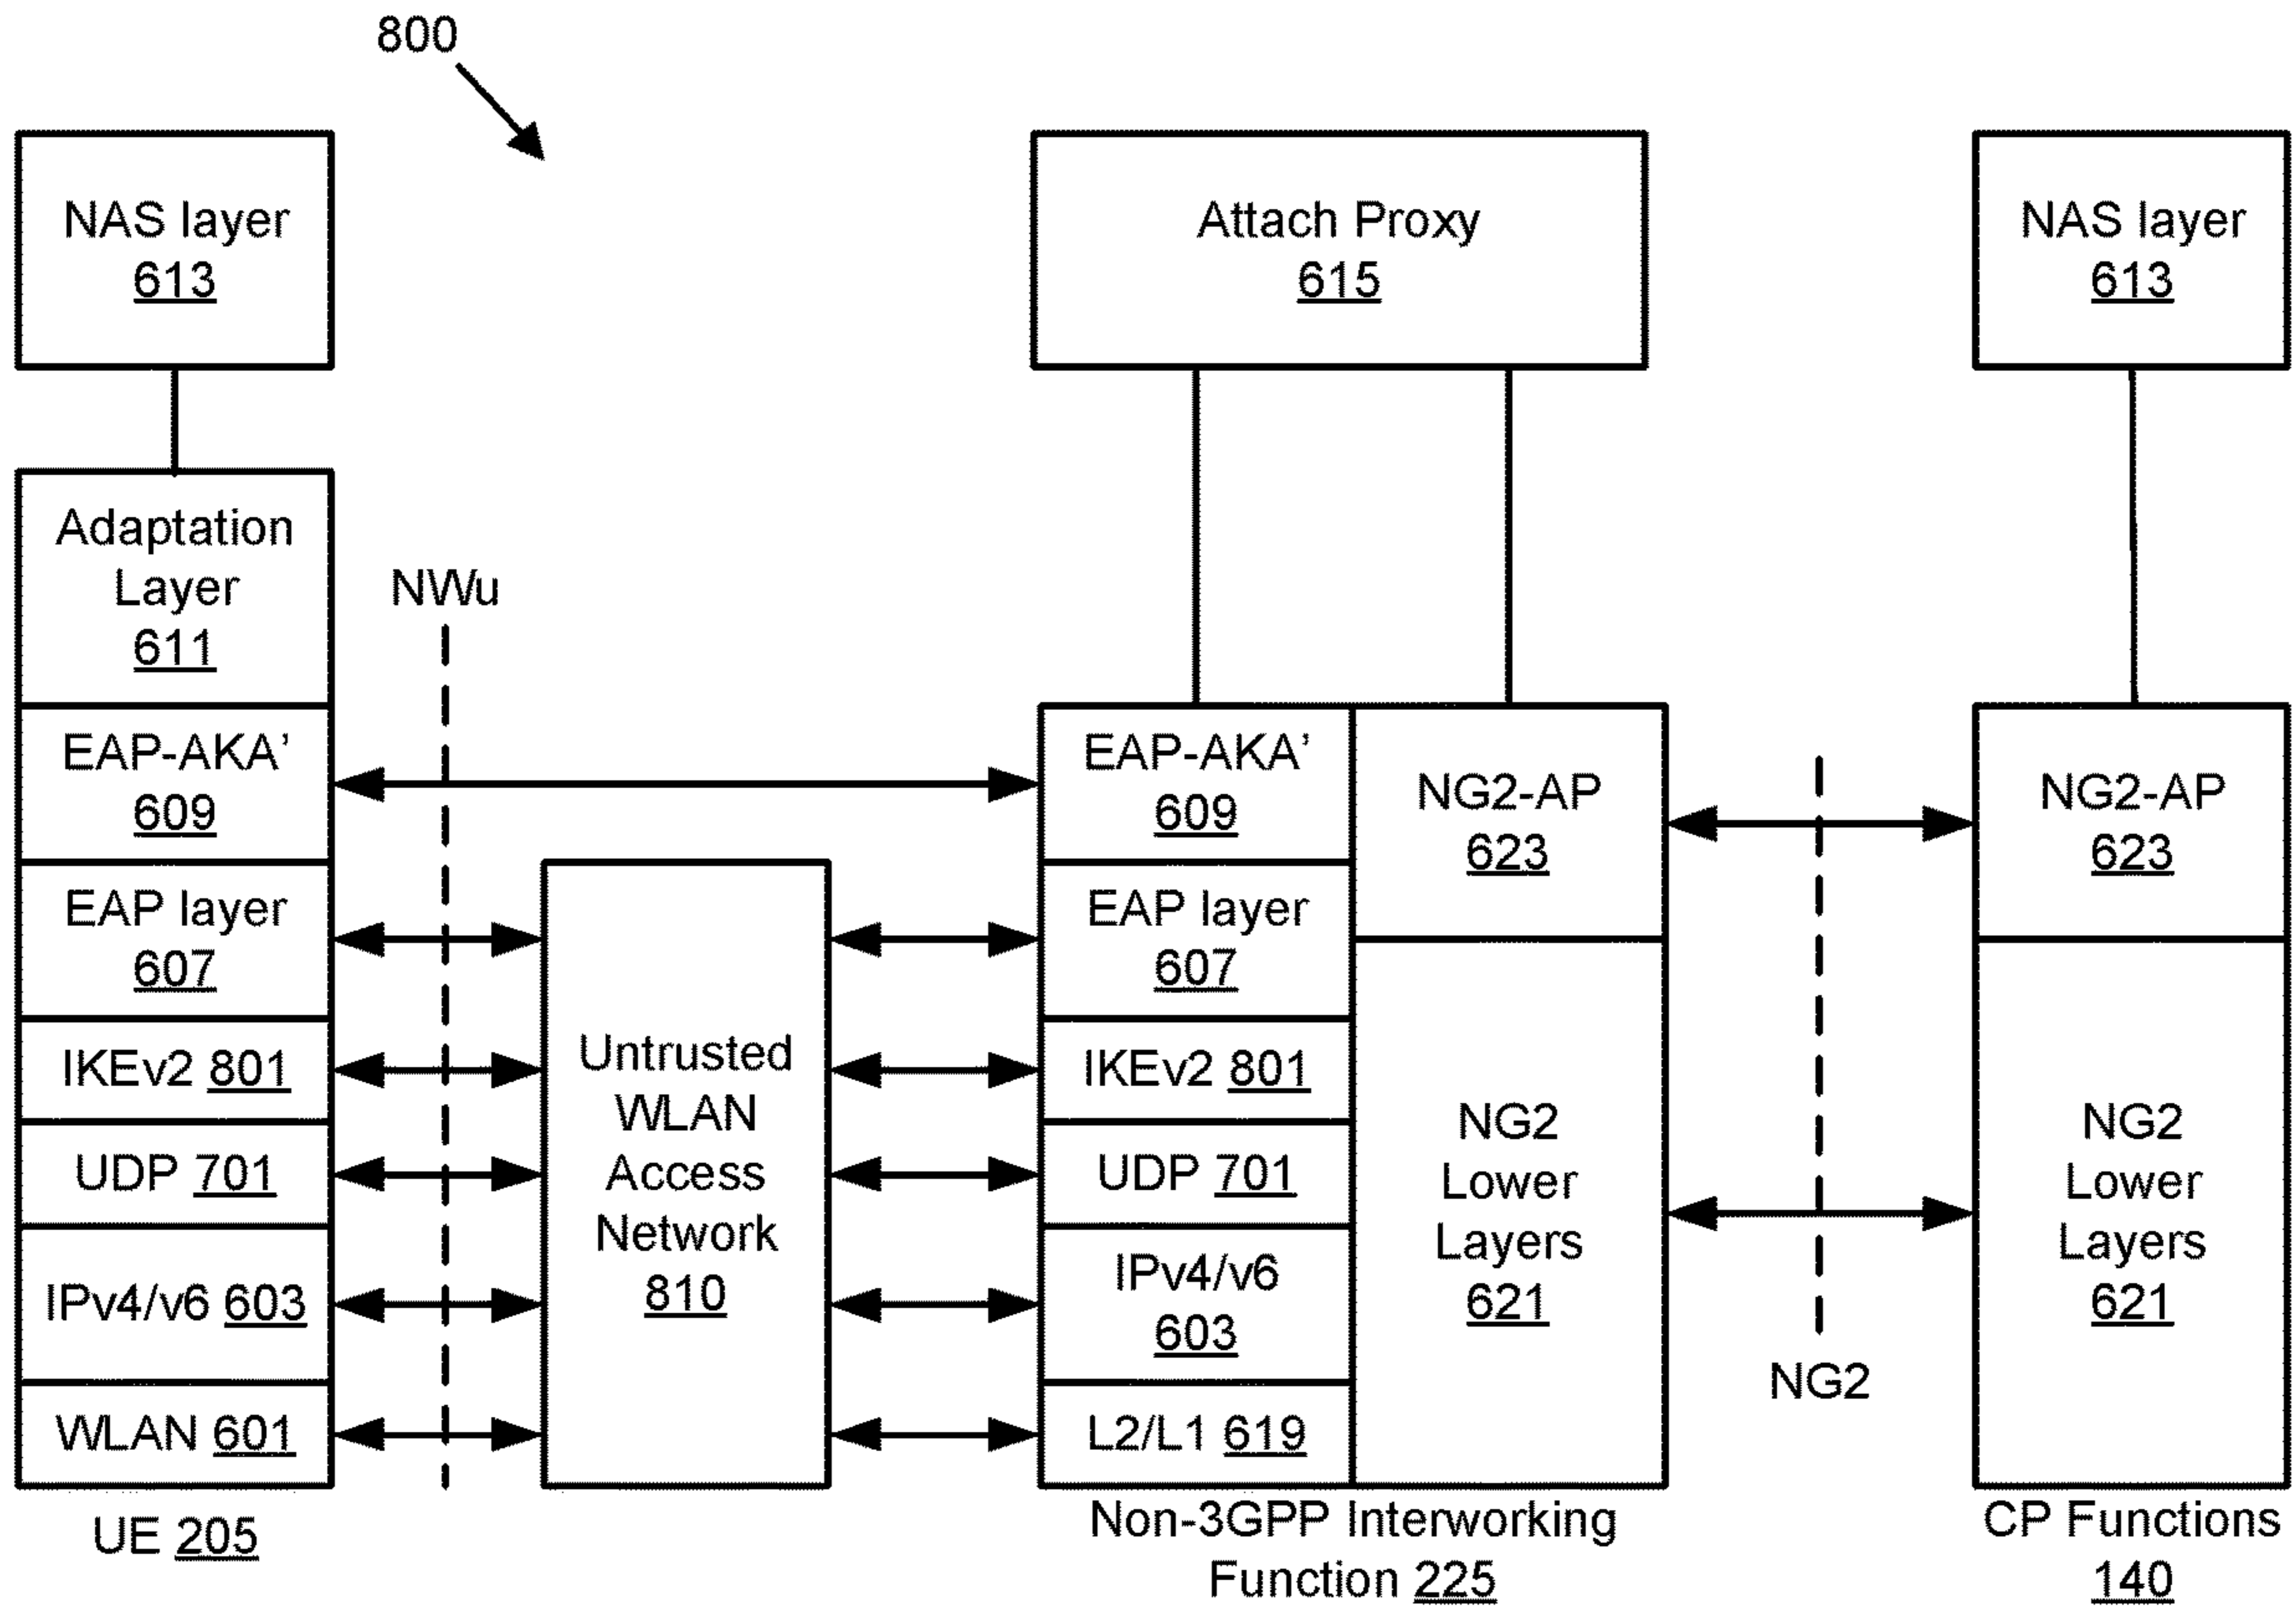 800
NAS layer
613
Attach Proxy
615
NAS layer
613
Adaptation
Layer
611
NWu
EAP-AKA’
609
EAP layer
607
IKEv2 801
UDP 701
IPv4/v6 603
WLAN 601
UE 205
Untrusted
WLAN
Access
Network
810
EAP-AKA’
609
EAP layer
607
IKEv2 801
UDP 701
IPv4/v6
603
L2/L1 619
NG2-AP
623
NG2
Lower
Layers
621
Non-3GPP Interworking
Function 225
NG2
NG2-AP
623
NG2
Lower
Layers
621
CP Functions
140